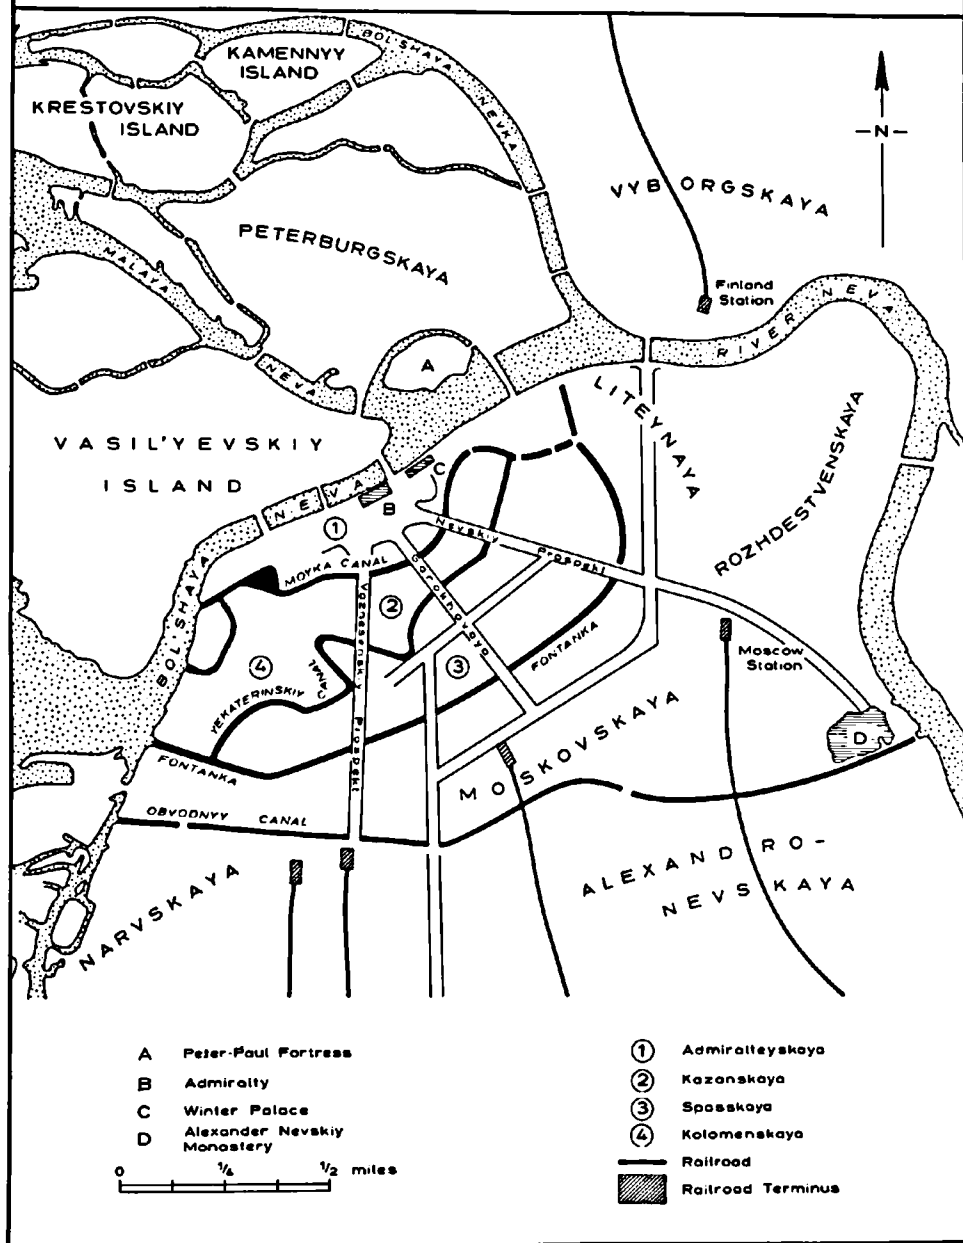 BOL'SHAYA NEVKA
KAMENNYY
ISLAND
KRESTOVSKIY
ISLAND
—N—
VYBORGSKAYA
PETERBURGSKAYA
MALAYA
NEVA
Finland
Station
RIVER NEVA
A
LITEYNAYA
VASIL'YEVSKIY
ISLAND
ROZHDESTVENSKAYA
C
B
BOL'SHAYA NEVA
1
Nevskiy Prospekt
MOYKA CANAL
Gorokhovaya
Voznesenskiy Prospekt
2
3
4
FONTANKA
YEKATERINSKIY
CANAL
Moscow
Station
D
MOSKOVSKAYA
FONTANKA
OBVODNYY CANAL
NARVSKAYA
ALEXANDRO-
NEVSKAYA
A Peter-Paul Fortress
B Admiralty
C Winter Palace
D Alexander Nevskiy
Monastery
0 1/4 1/2 miles
1 Admiralteyskaya
2 Kazanskaya
3 Spasskaya
4 Kolomenskaya
Railroad
Railroad Terminus